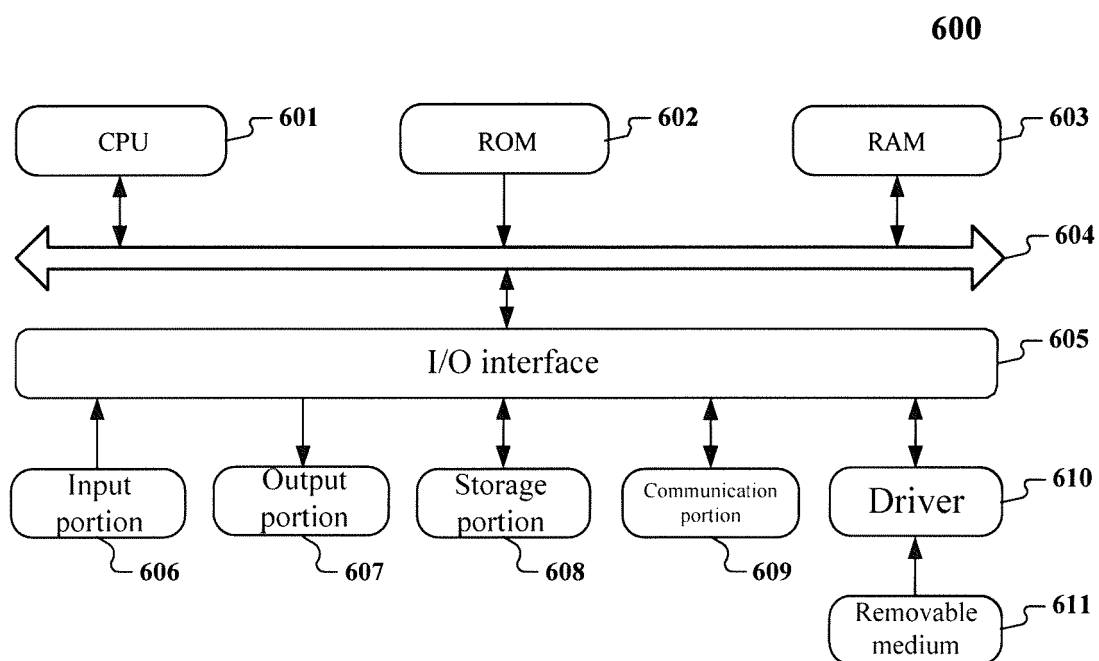 600
CPU
601
ROM
602
RAM
603
604
I/O interface
605
Input
portion
606
Output
portion
607
Storage
portion
608
Communication
portion
609
Driver
610
Removable
medium
611